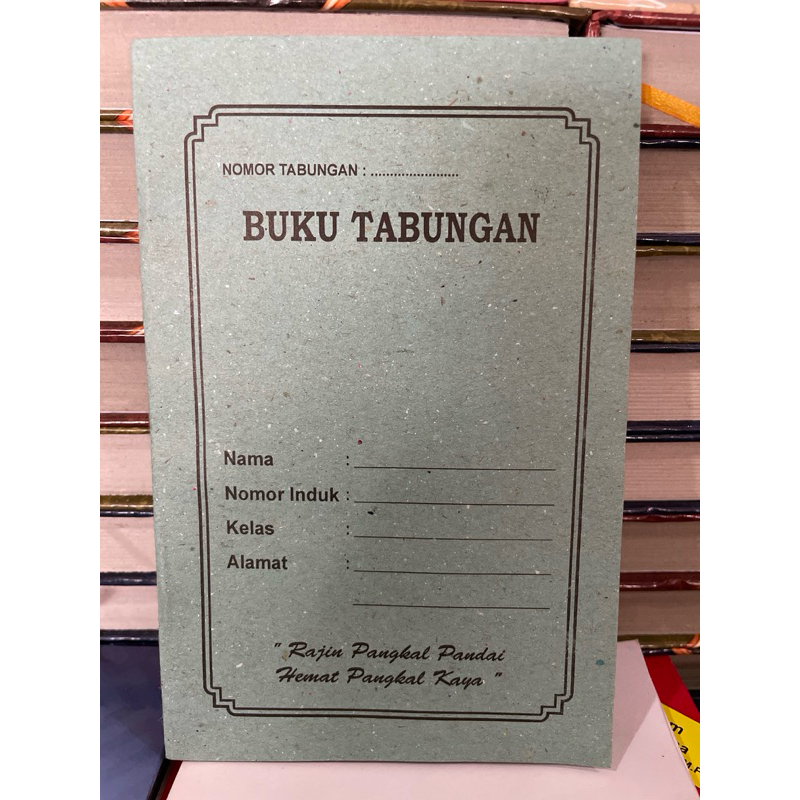 NOMOR TABUNGAN : .......................
BUKU TABUNGAN
Nama :
Nomor Induk :
Kelas :
Alamat :
" Rajin Pangkal Pandai
Hemat Pangkal Kaya "